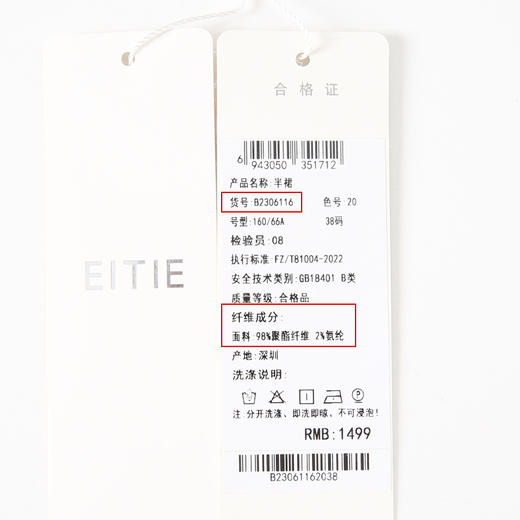 EITIE
合格证
6 943050 351712
产品名称:半裙
货号:B2306116 色号:20
号型:160/66A 38码
检验员:08
执行标准:FZ/T81004-2022
安全技术类别:GB18401 B类
质量等级:合格品
纤维成分:
面料:98%聚酯纤维 2%氨纶
产地:深圳
洗涤说明:
注:分开洗涤、即洗即晾、不可浸泡!
RMB:1499
B23061162038